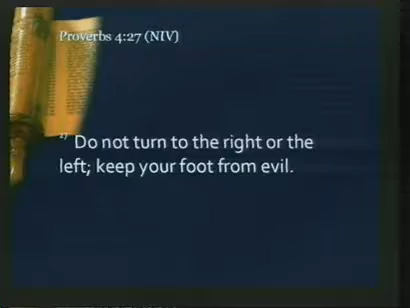 Proverbs 4:27 (NIV)
27 Do not turn to the right or the
left; keep your foot from evil.